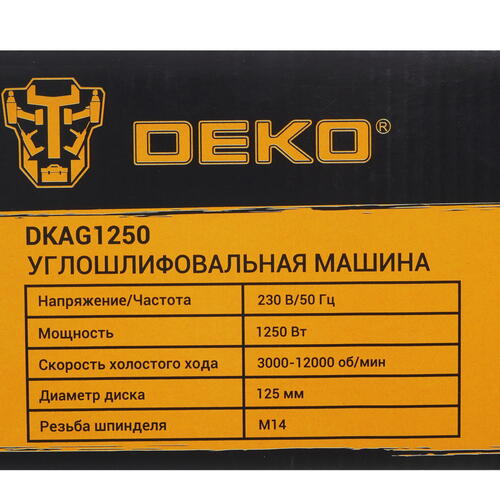 DEKO®
DKAG1250
УГЛОШЛИФОВАЛЬНАЯ МАШИНА
Напряжение/Частота 230 В/50 Гц
Мощность 1250 Вт
Скорость холостого хода 3000-12000 об/мин
Диаметр диска 125 мм
Резьба шпинделя М14